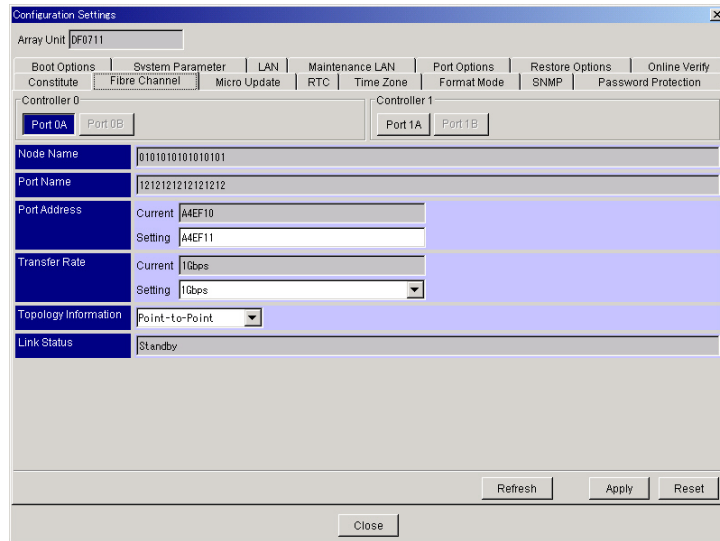 Configuration Settings
Array Unit DF0711
Boot Options System Parameter LAN Maintenance LAN Port Options Restore Options Online Verify
Constitute Fibre Channel Micro Update RTC Time Zone Format Mode SNMP Password Protection
Controller 0 Controller 1
Port 0A Port 0B Port 1A Port 1B
Node Name 0101010101010101
Port Name 1212121212121212
Port Address Current A4EF10
Setting A4EF11
Transfer Rate Current 1Gbps
Setting 1Gbps
Topology Information Point-to-Point
Link Status Standby
Refresh Apply Reset
Close